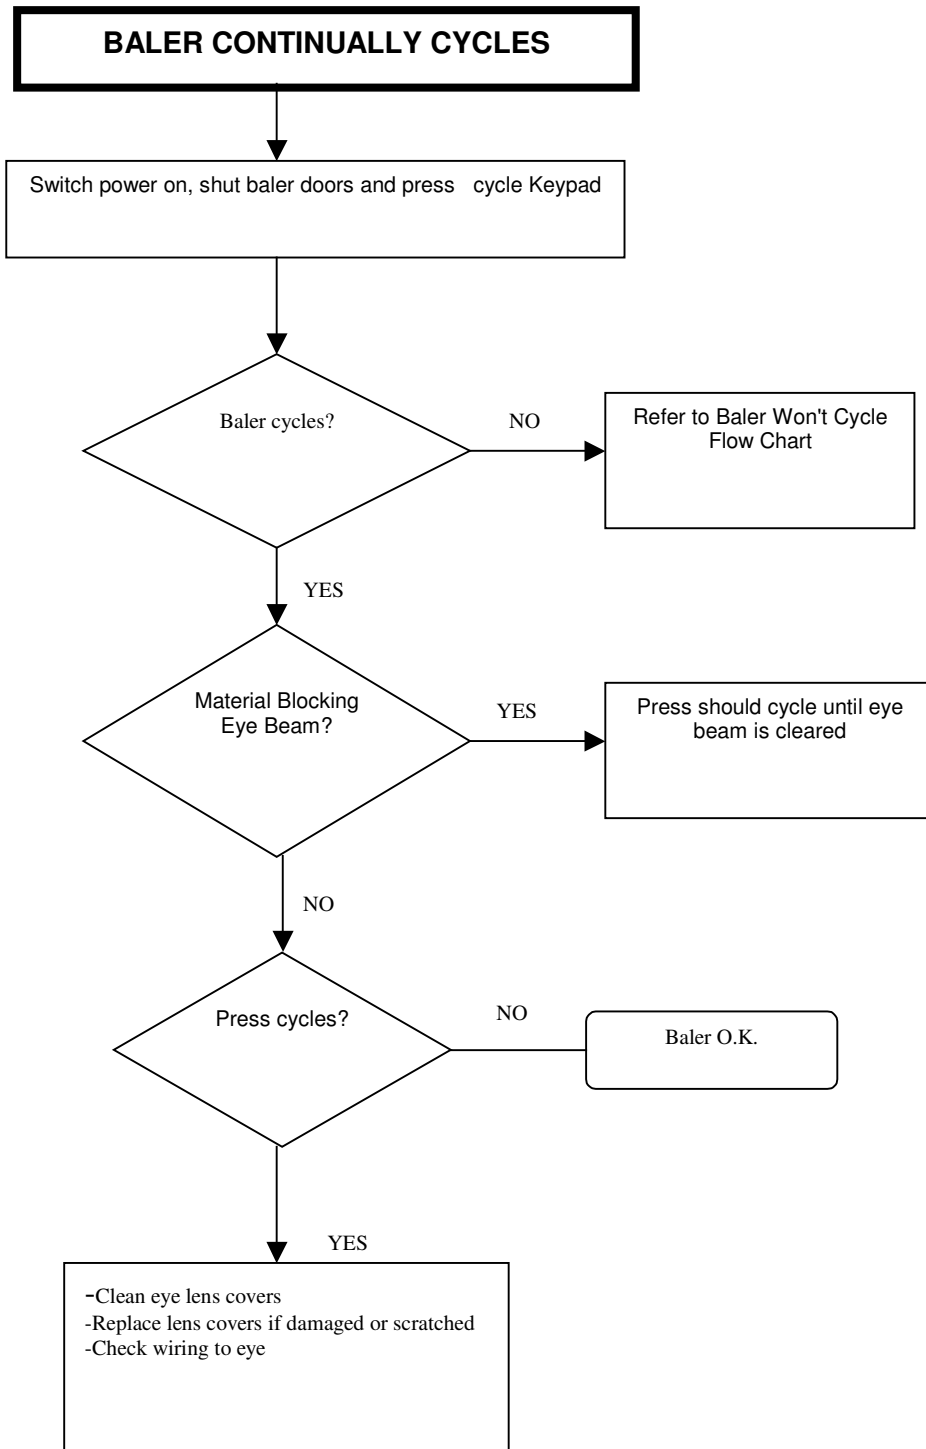 BALER CONTINUALLY CYCLES
Switch power on, shut baler doors and press cycle Keypad
Baler cycles?
NO
Refer to Baler Won't Cycle
Flow Chart
YES
Material Blocking
Eye Beam?
YES
Press should cycle until eye
beam is cleared
NO
Press cycles?
NO
Baler O.K.
YES
-Clean eye lens covers
-Replace lens covers if damaged or scratched
-Check wiring to eye